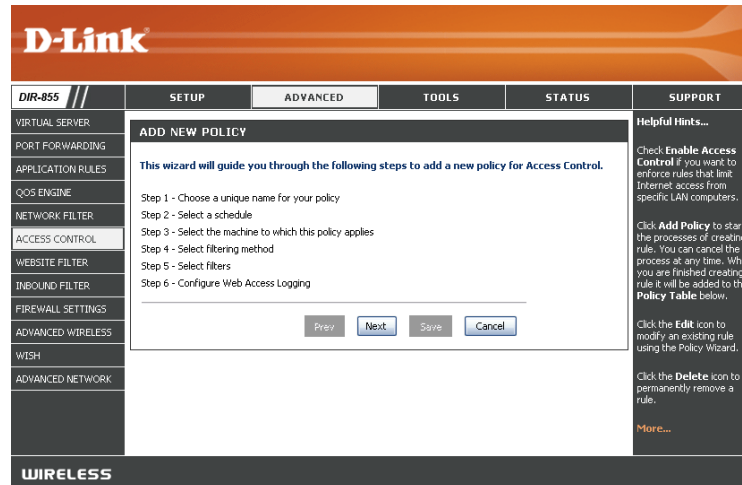 D-Link
DIR-855
SETUP
ADVANCED
TOOLS
STATUS
SUPPORT
VIRTUAL SERVER
PORT FORWARDING
APPLICATION RULES
QOS ENGINE
NETWORK FILTER
ACCESS CONTROL
WEBSITE FILTER
INBOUND FILTER
FIREWALL SETTINGS
ADVANCED WIRELESS
WISH
ADVANCED NETWORK
ADD NEW POLICY
This wizard will guide you through the following steps to add a new policy for Access Control.
Step 1 - Choose a unique name for your policy
Step 2 - Select a schedule
Step 3 - Select the machine to which this policy applies
Step 4 - Select filtering method
Step 5 - Select filters
Step 6 - Configure Web Access Logging
Prev Next Save Cancel
Helpful Hints...
Check Enable Access
Control if you want to
enforce rules that limit
Internet access from
specific LAN computers.
Click Add Policy to star
the processes of creatin
rule. You can cancel the
process at any time. Wh
you are finished creating
rule it will be added to th
Policy Table below.
Click the Edit icon to
modify an existing rule
using the Policy Wizard.
Click the Delete icon to
permanently remove a
rule.
More...
WIRELESS